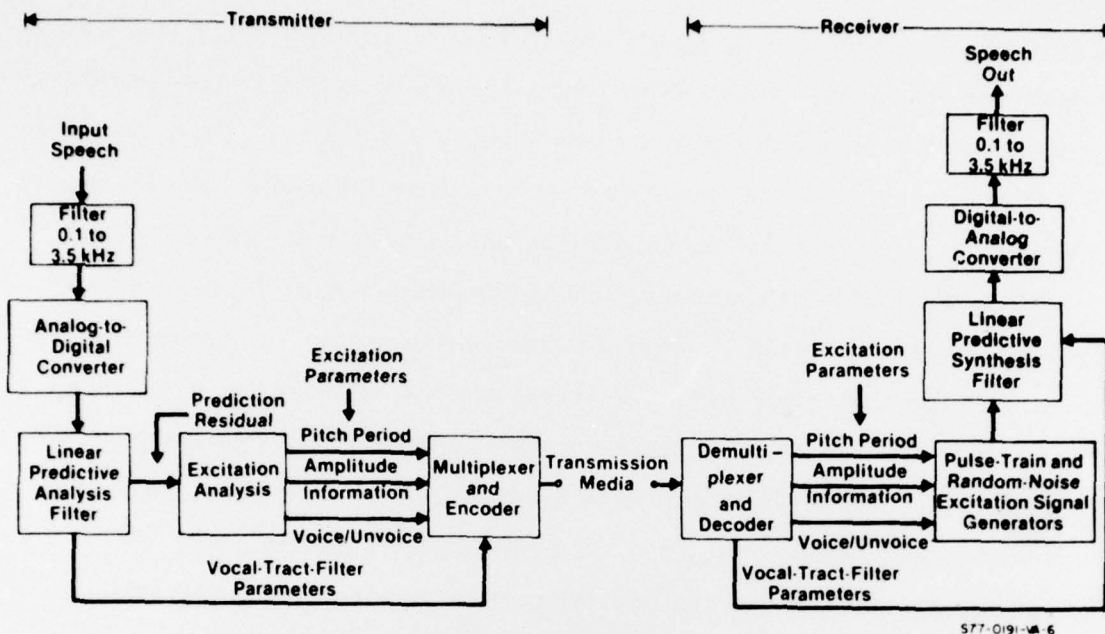 Transmitter
Receiver
Input
Speech
Filter
0.1 to
3.5 kHz
Analog-to-
Digital
Converter
Linear
Predictive
Analysis
Filter
Prediction
Residual
Excitation
Analysis
Excitation
Parameters
Pitch Period
Amplitude
Information
Voice/Unvoice
Multiplexer
and
Encoder
Vocal-Tract-Filter
Parameters
Transmission
Media
Demulti-
plexer
and
Decoder
Excitation
Parameters
Pitch Period
Amplitude
Information
Voice/Unvoice
Vocal-Tract-Filter
Parameters
Pulse-Train and
Random-Noise
Excitation Signal
Generators
Linear
Predictive
Synthesis
Filter
Digital-to-
Analog
Converter
Filter
0.1 to
3.5 kHz
Speech
Out
S77-0191-VA-6